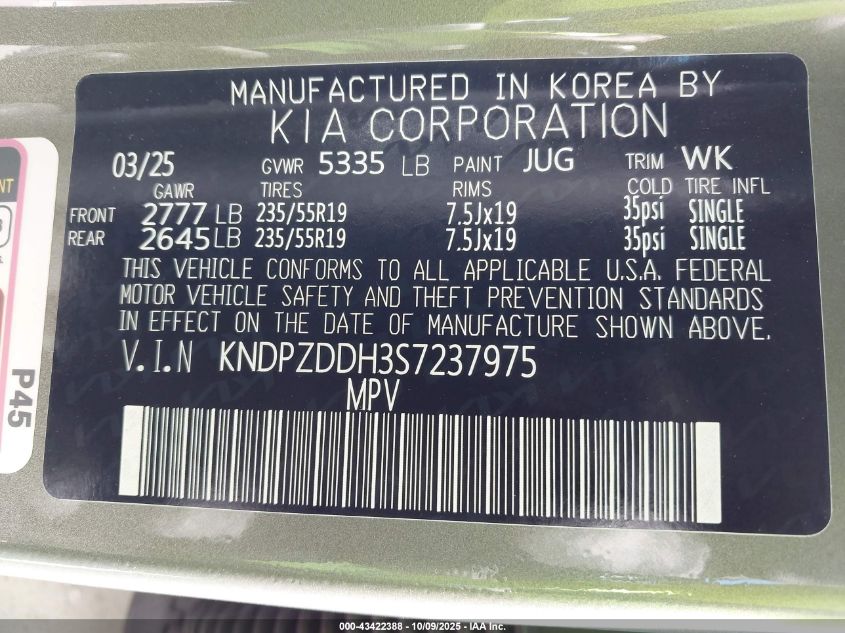 MANUFACTURED IN KOREA BY
KIA CORPORATION
03/25 GVWR 5335 LB PAINT JUG TRIM WK
GAWR TIRES RIMS COLD TIRE INFL
FRONT 2777 LB 235/55R19 7.5Jx19 35psi SINGLE
REAR 2645 LB 235/55R19 7.5Jx19 35psi SINGLE
THIS VEHICLE CONFORMS TO ALL APPLICABLE U.S.A. FEDERAL
MOTOR VEHICLE SAFETY AND THEFT PREVENTION STANDARDS
IN EFFECT ON THE DATE OF MANUFACTURE SHOWN ABOVE.
V.I.N KNDPZDDH3S7237975
MPV
P45
000-43422388 - 10/09/2025 - IAA Inc.